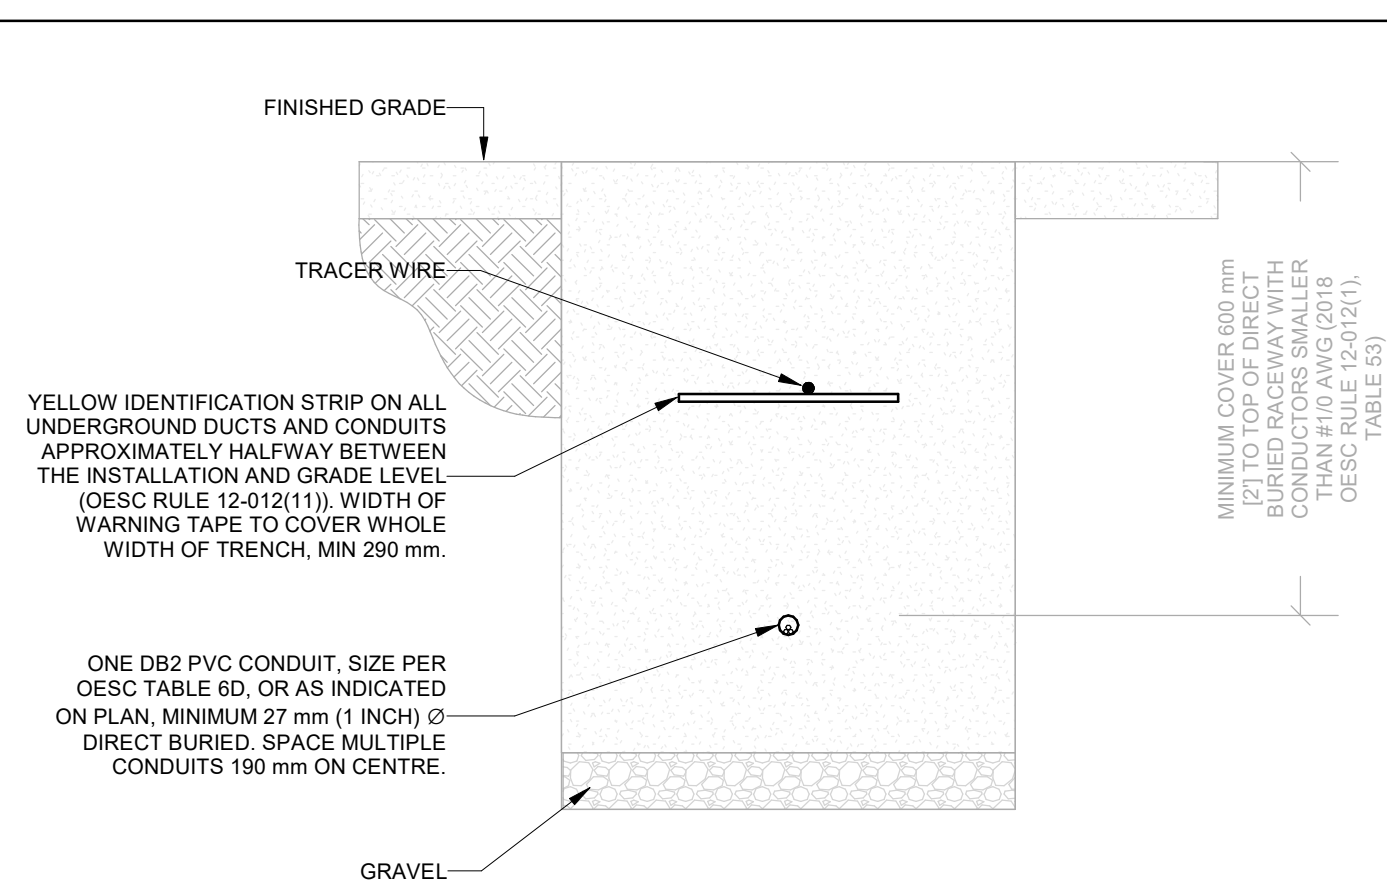 FINISHED GRADE
TRACER WIRE
YELLOW IDENTIFICATION STRIP ON ALL
UNDERGROUND DUCTS AND CONDUITS
APPROXIMATELY HALFWAY BETWEEN
THE INSTALLATION AND GRADE LEVEL
(OESC RULE 12-012(11)). WIDTH OF
WARNING TAPE TO COVER WHOLE
WIDTH OF TRENCH, MIN 290 mm.
ONE DB2 PVC CONDUIT, SIZE PER
OESC TABLE 6D, OR AS INDICATED
ON PLAN, MINIMUM 27 mm (1 INCH) Ø
DIRECT BURIED. SPACE MULTIPLE
CONDUITS 190 mm ON CENTRE.
GRAVEL
MINIMUM COVER 600 mm
[2'] TO TOP OF DIRECT
BURIED RACEWAY WITH
CONDUCTORS SMALLER
THAN #1/0 AWG (2018
OESC RULE 12-012(1),
TABLE 53)